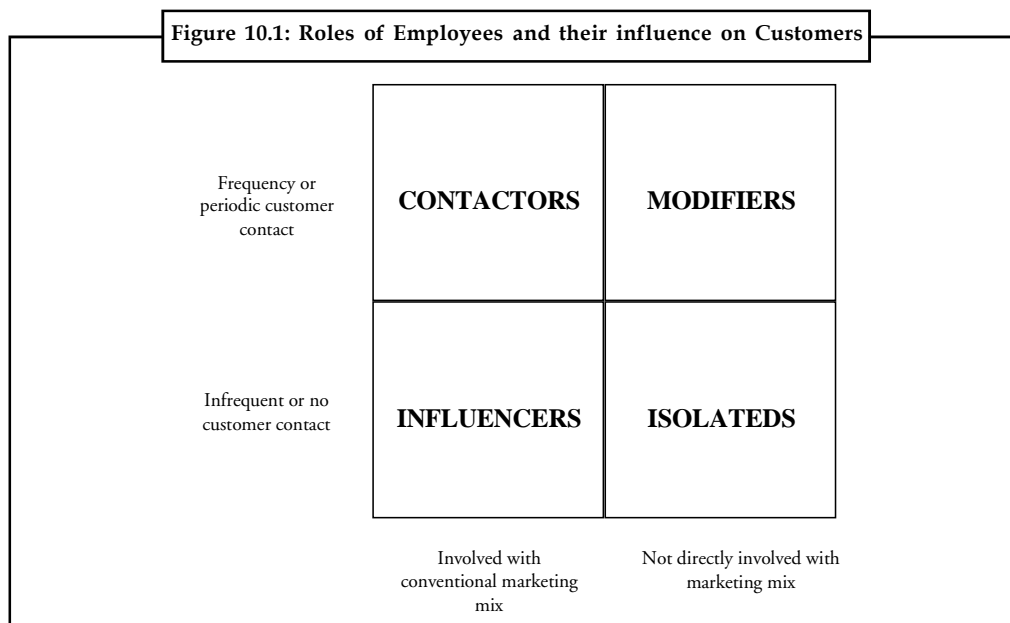 Figure 10.1: Roles of Employees and their influence on Customers
Frequency or
periodic customer
contact
CONTACTORS
MODIFIERS
Infrequent or no
customer contact
INFLUENCERS
ISOLATEDS
Involved with
conventional marketing
mix
Not directly involved with
marketing mix